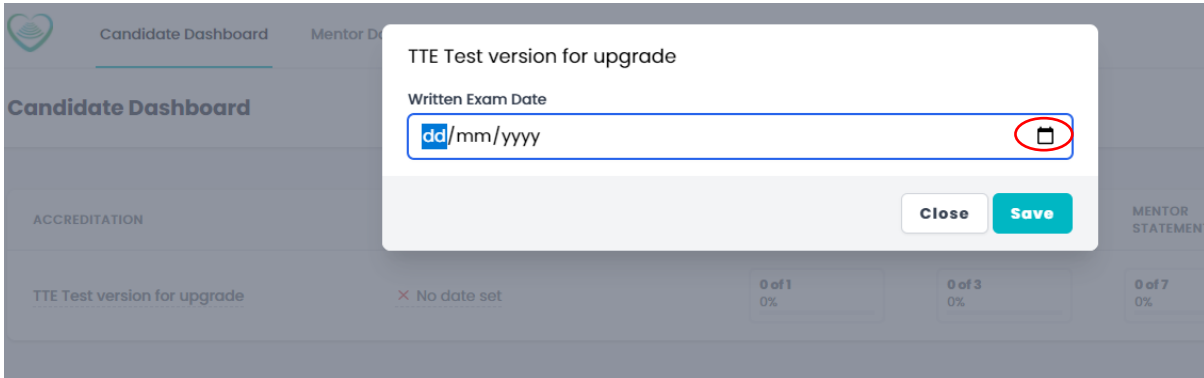 Candidate Dashboard
Mentor Da
TTE Test version for upgrade
Written Exam Date
dd/mm/yyyy
Candidate Dashboard
Close
Save
ACCREDITATION
MENTOR
STATEMENT
TTE Test version for upgrade
× No date set
0 of 1
0%
0 of 3
0%
0 of 7
0%